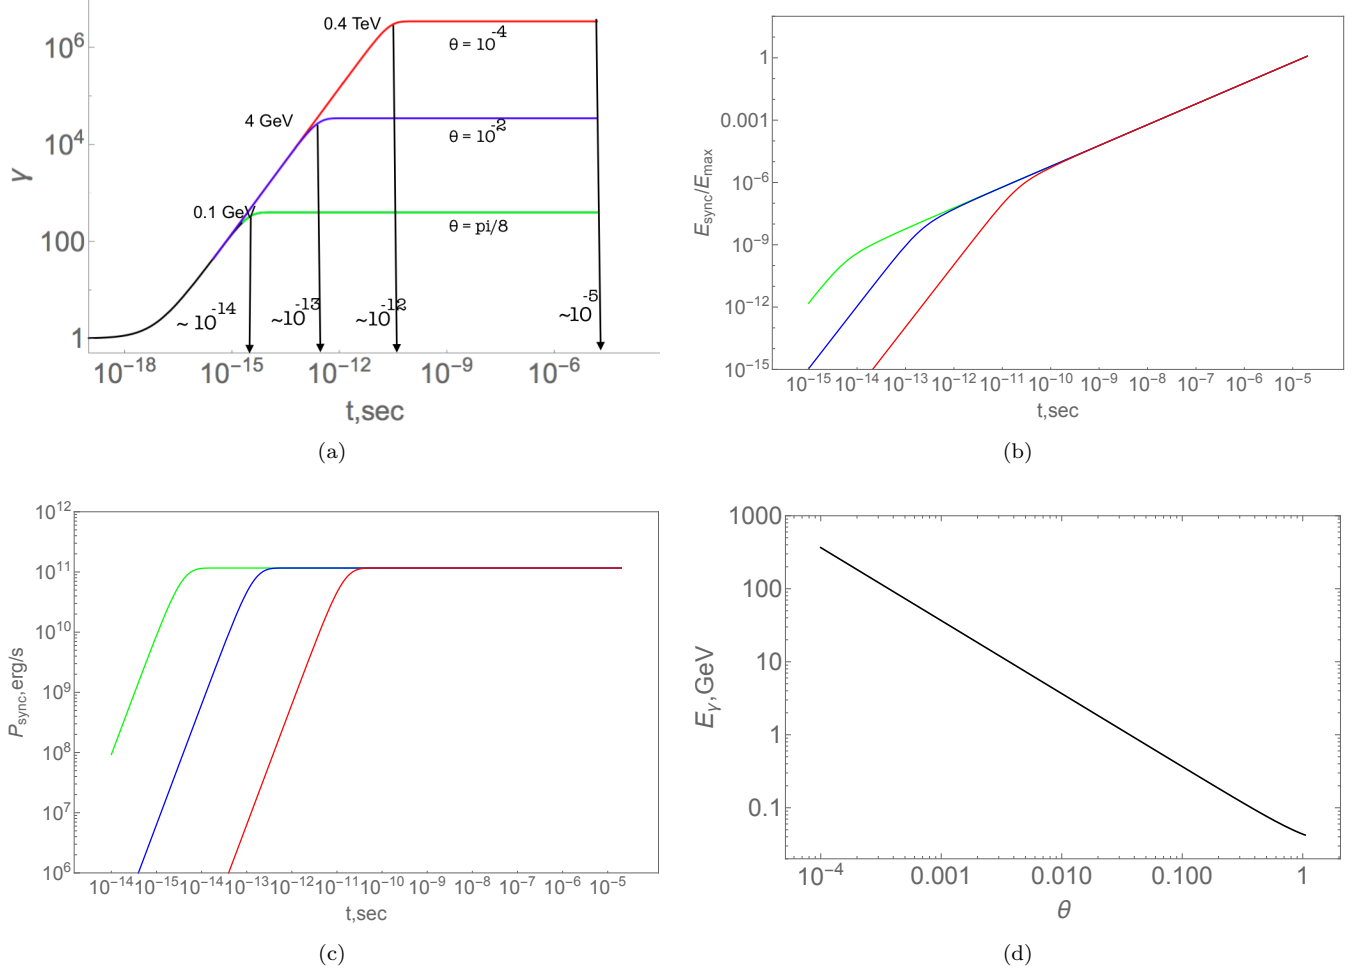 0.4 TeV
10^6
θ = 10^-4
4 GeV
10^4
θ = 10^-2
γ
0.1 GeV
100
θ = pi/8
~ 10^-14
~10^-13
~10^-12
~10^-5
1
10^-18 10^-15 10^-12 10^-9 10^-6
t,sec
(a)
1
0.001
10^-6
E_sync/E_max
10^-9
10^-12
10^-15
10^-15 10^-14 10^-13 10^-12 10^-11 10^-10 10^-9 10^-8 10^-7 10^-6 10^-5
t,sec
(b)
10^12
10^11
10^10
P_sync,erg/s
10^9
10^8
10^7
10^6
10^-14 10^-15 10^-14 10^-13 10^-12 10^-11 10^-10 10^-9 10^-8 10^-7 10^-6 10^-5
t,sec
(c)
1000
100
10
E_γ,GeV
1
0.1
10^-4 0.001 0.010 0.100 1
θ
(d)